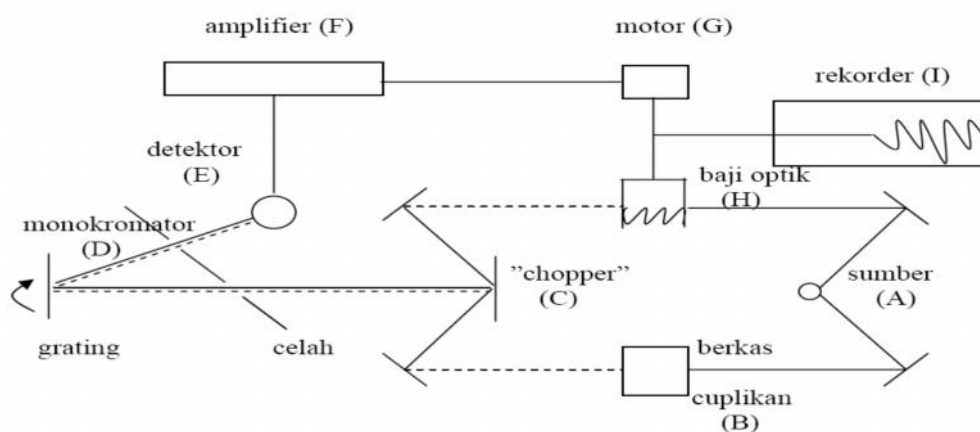 amplifier (F)
motor (G)
rekorder (I)
detektor
(E)
baji optik
(H)
monokromator
(D)
"chopper"
(C)
sumber
(A)
grating
celah
berkas
cuplikan
(B)